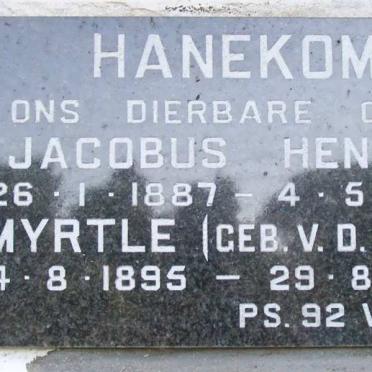 HANEKOM
ONS DIERBARE
JACOBUS HEN
26 · 1 · 1887 – 4 · 5
MYRTLE (GEB. V. D.
4 · 8 · 1895 – 29 · 8
PS. 92 V